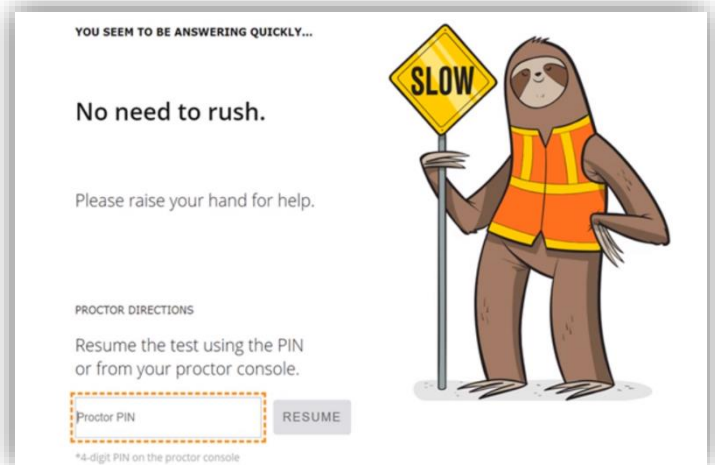 YOU SEEM TO BE ANSWERING QUICKLY...
No need to rush.
Please raise your hand for help.
PROCTOR DIRECTIONS
Resume the test using the PIN
or from your proctor console.
Proctor PIN
RESUME
*4-digit PIN on the proctor console
SLOW